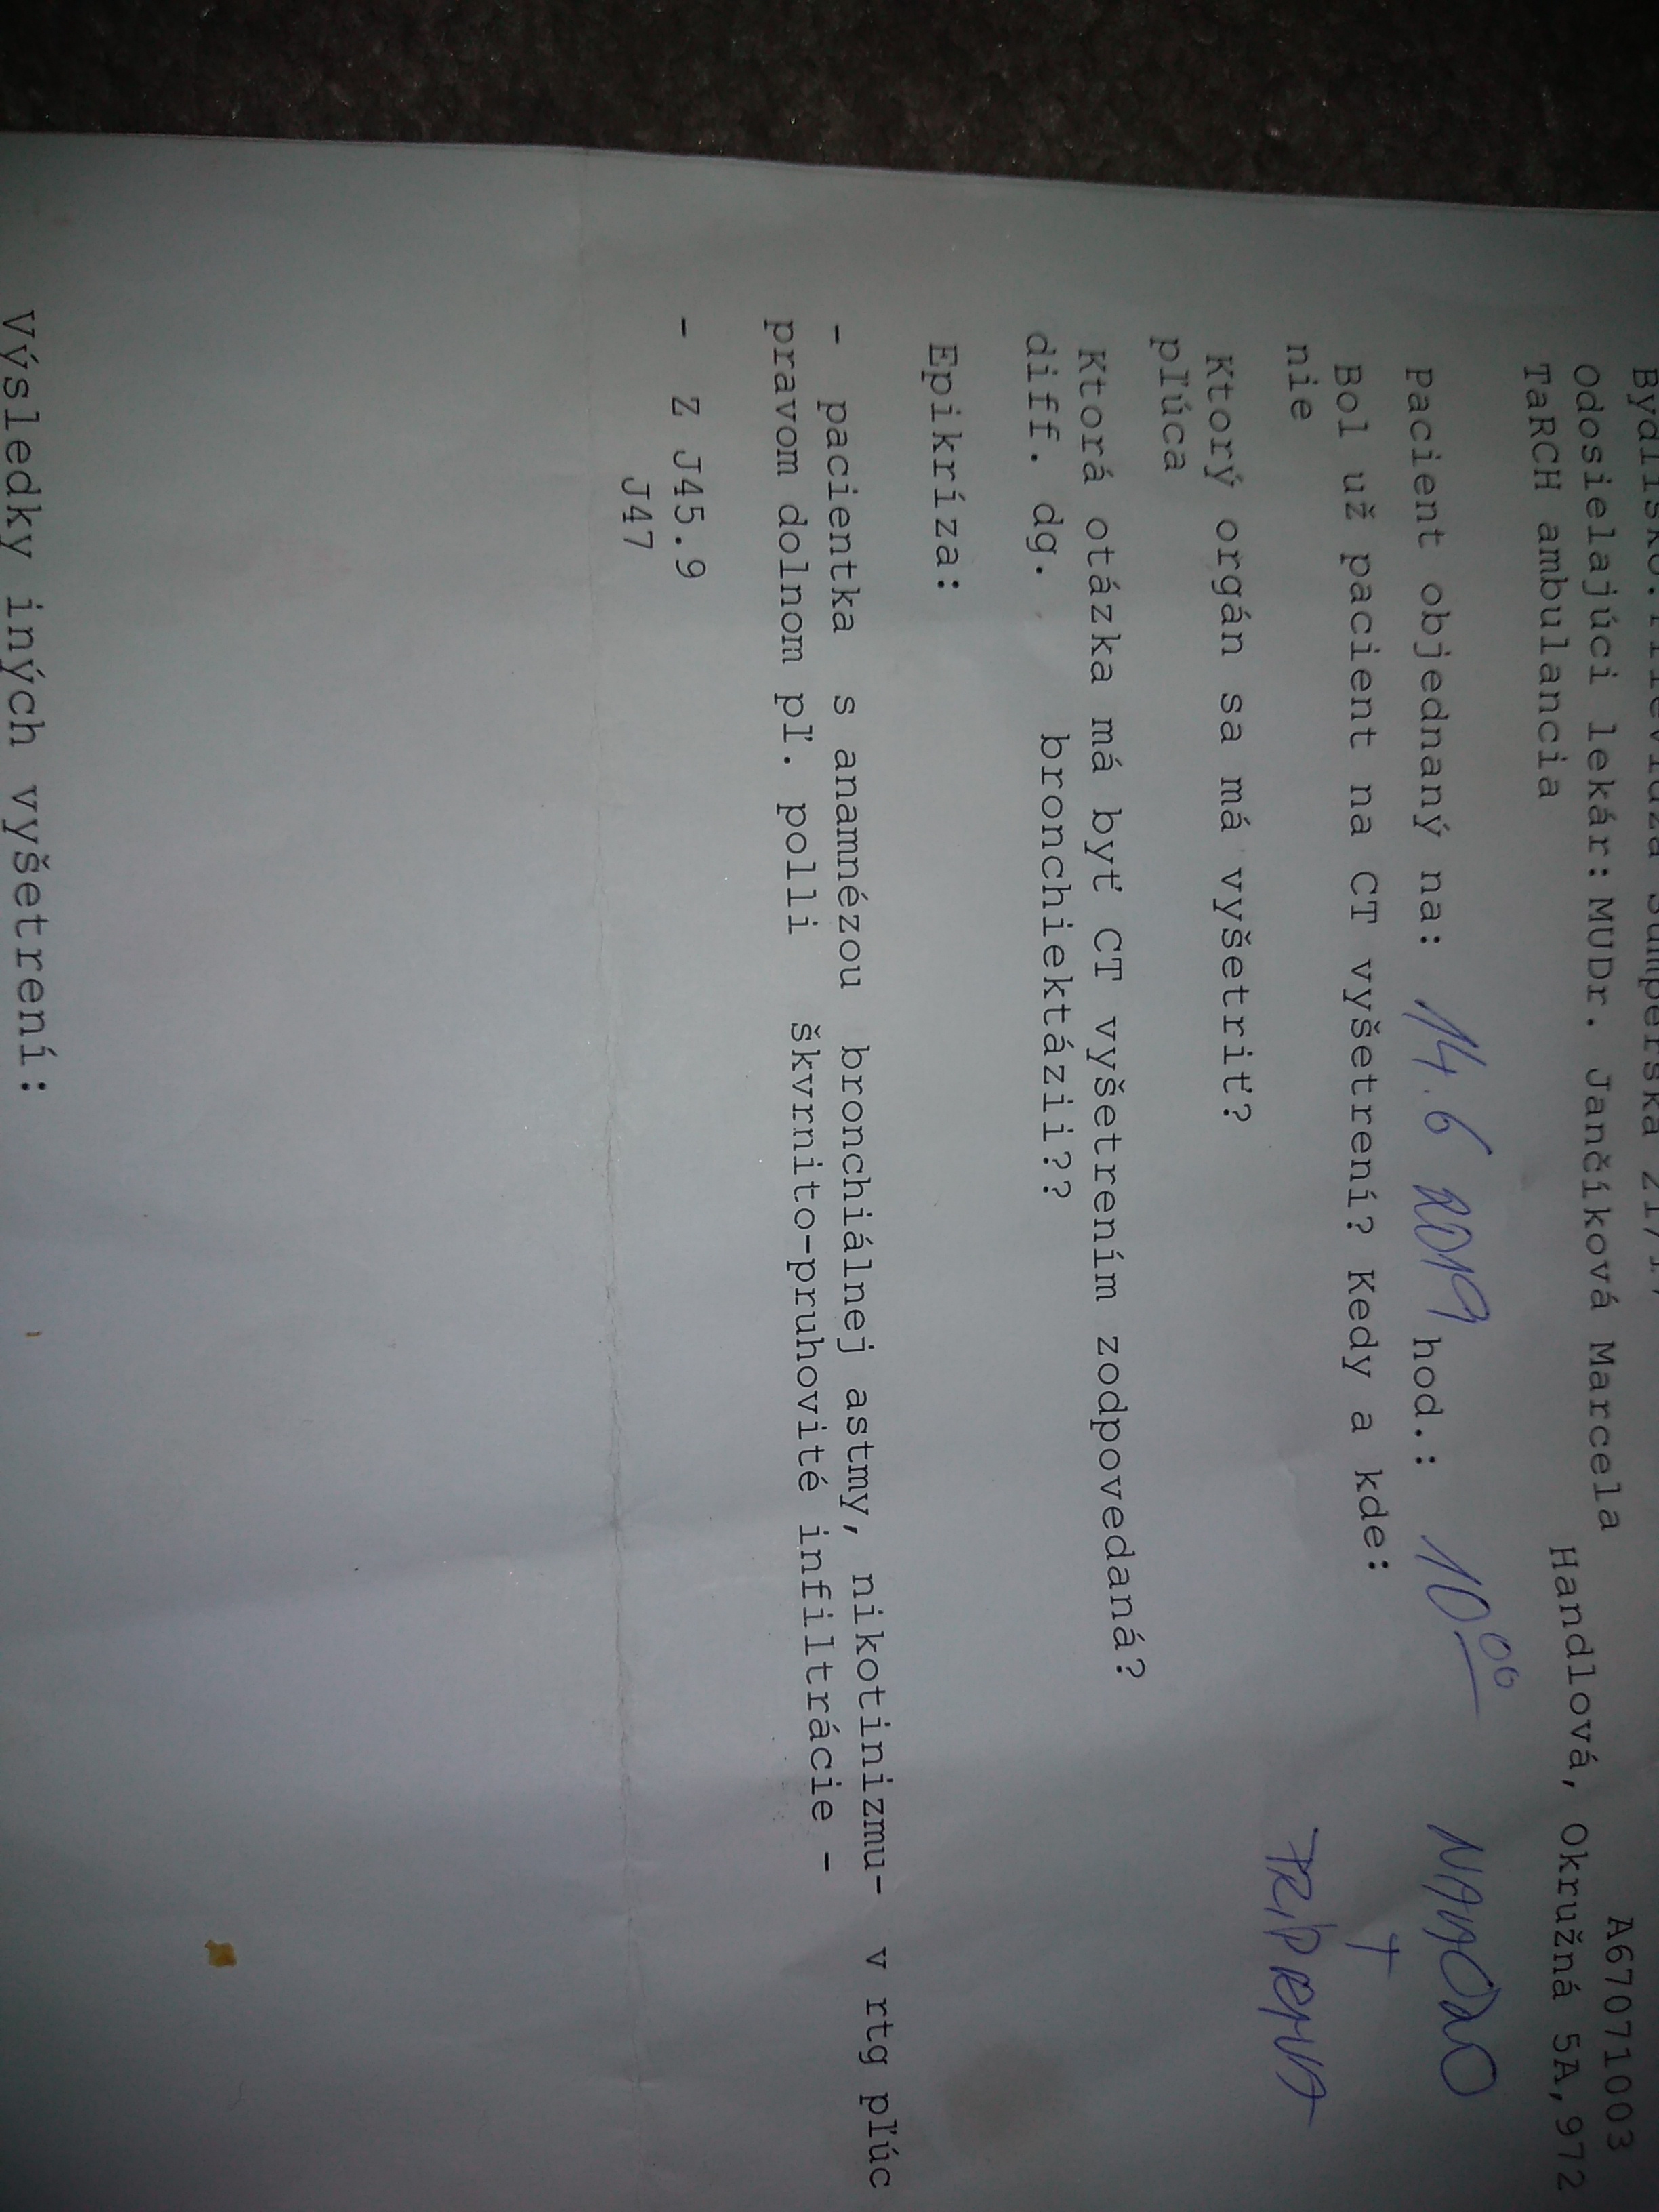 Odosielajúci lekár: MUDr. Jančíková Marcela A67071003
TaRCH ambulancia Handlová, Okružná 5A, 972
Pacient objednaný na: 14.6 2019 hod.: 10⁰⁰
Bol už pacient na CT vyšetrení? Kedy a kde: +
nie
Ktorý orgán sa má vyšetriť?
pľúca
Ktorá otázka má byť CT vyšetrením zodpovedaná?
diff. dg. bronchiektázii??
Epikríza:
- pacientka s anamnézou bronchiálnej astmy, nikotinizmu- v rtg pľúc
pravom dolnom pľ. polli škvrnito-pruhovité infiltrácie -
- Z J45.9
J47
Výsledky iných vyšetrení: